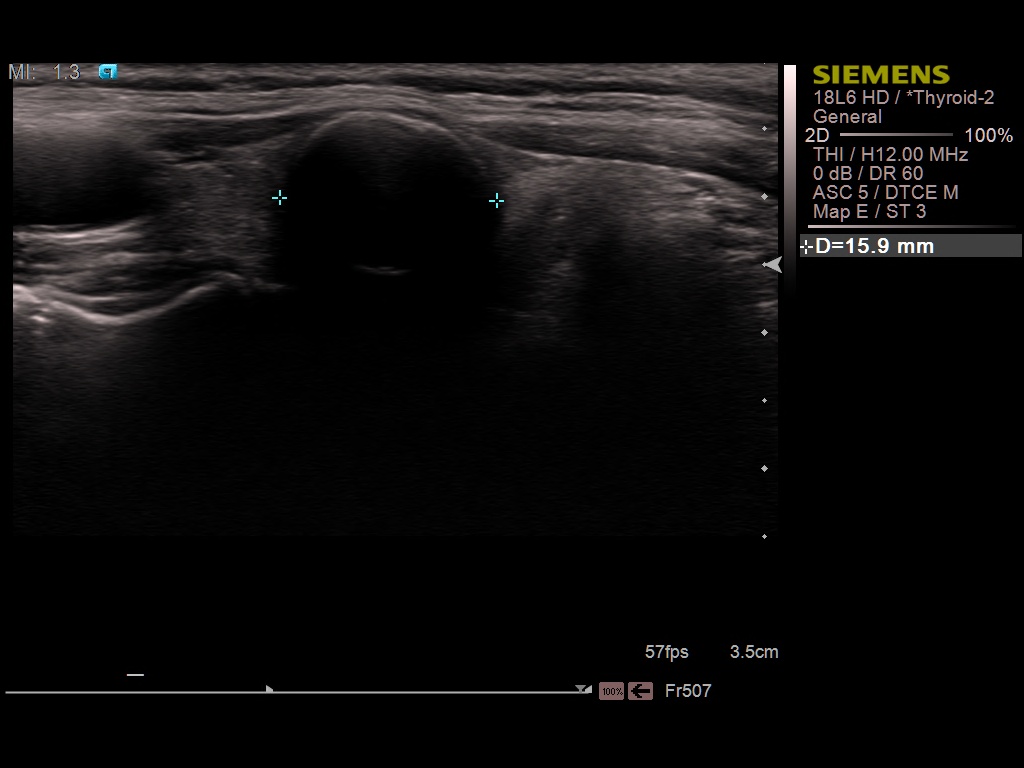 MI: 1.3
SIEMENS
18L6 HD / *Thyroid-2
General
2D 100%
THI / H12.00 MHz
0 dB / DR 60
ASC 5 / DTCE M
Map E / ST 3
D=15.9 mm
57fps 3.5cm
100% Fr507